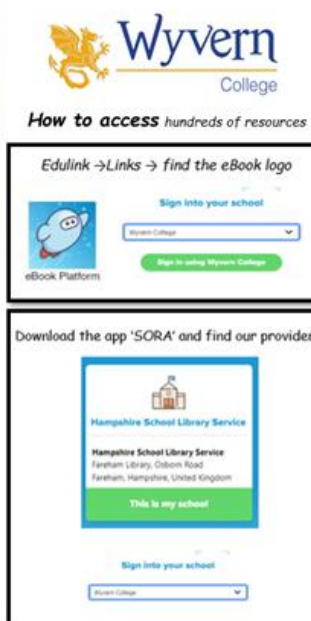 Wyvern
College
How to access hundreds of resources
Edulink →Links → find the eBook logo
Sign into your school
Wyvern College
Sign in using Wyvern College
eBook Platform
Download the app 'SORA' and find our provider
Hampshire School Library Service
Hampshire School Library Service
Fareham Library, Osborn Road
Fareham, Hampshire, United Kingdom
This is my school
Sign into your school
Wyvern College